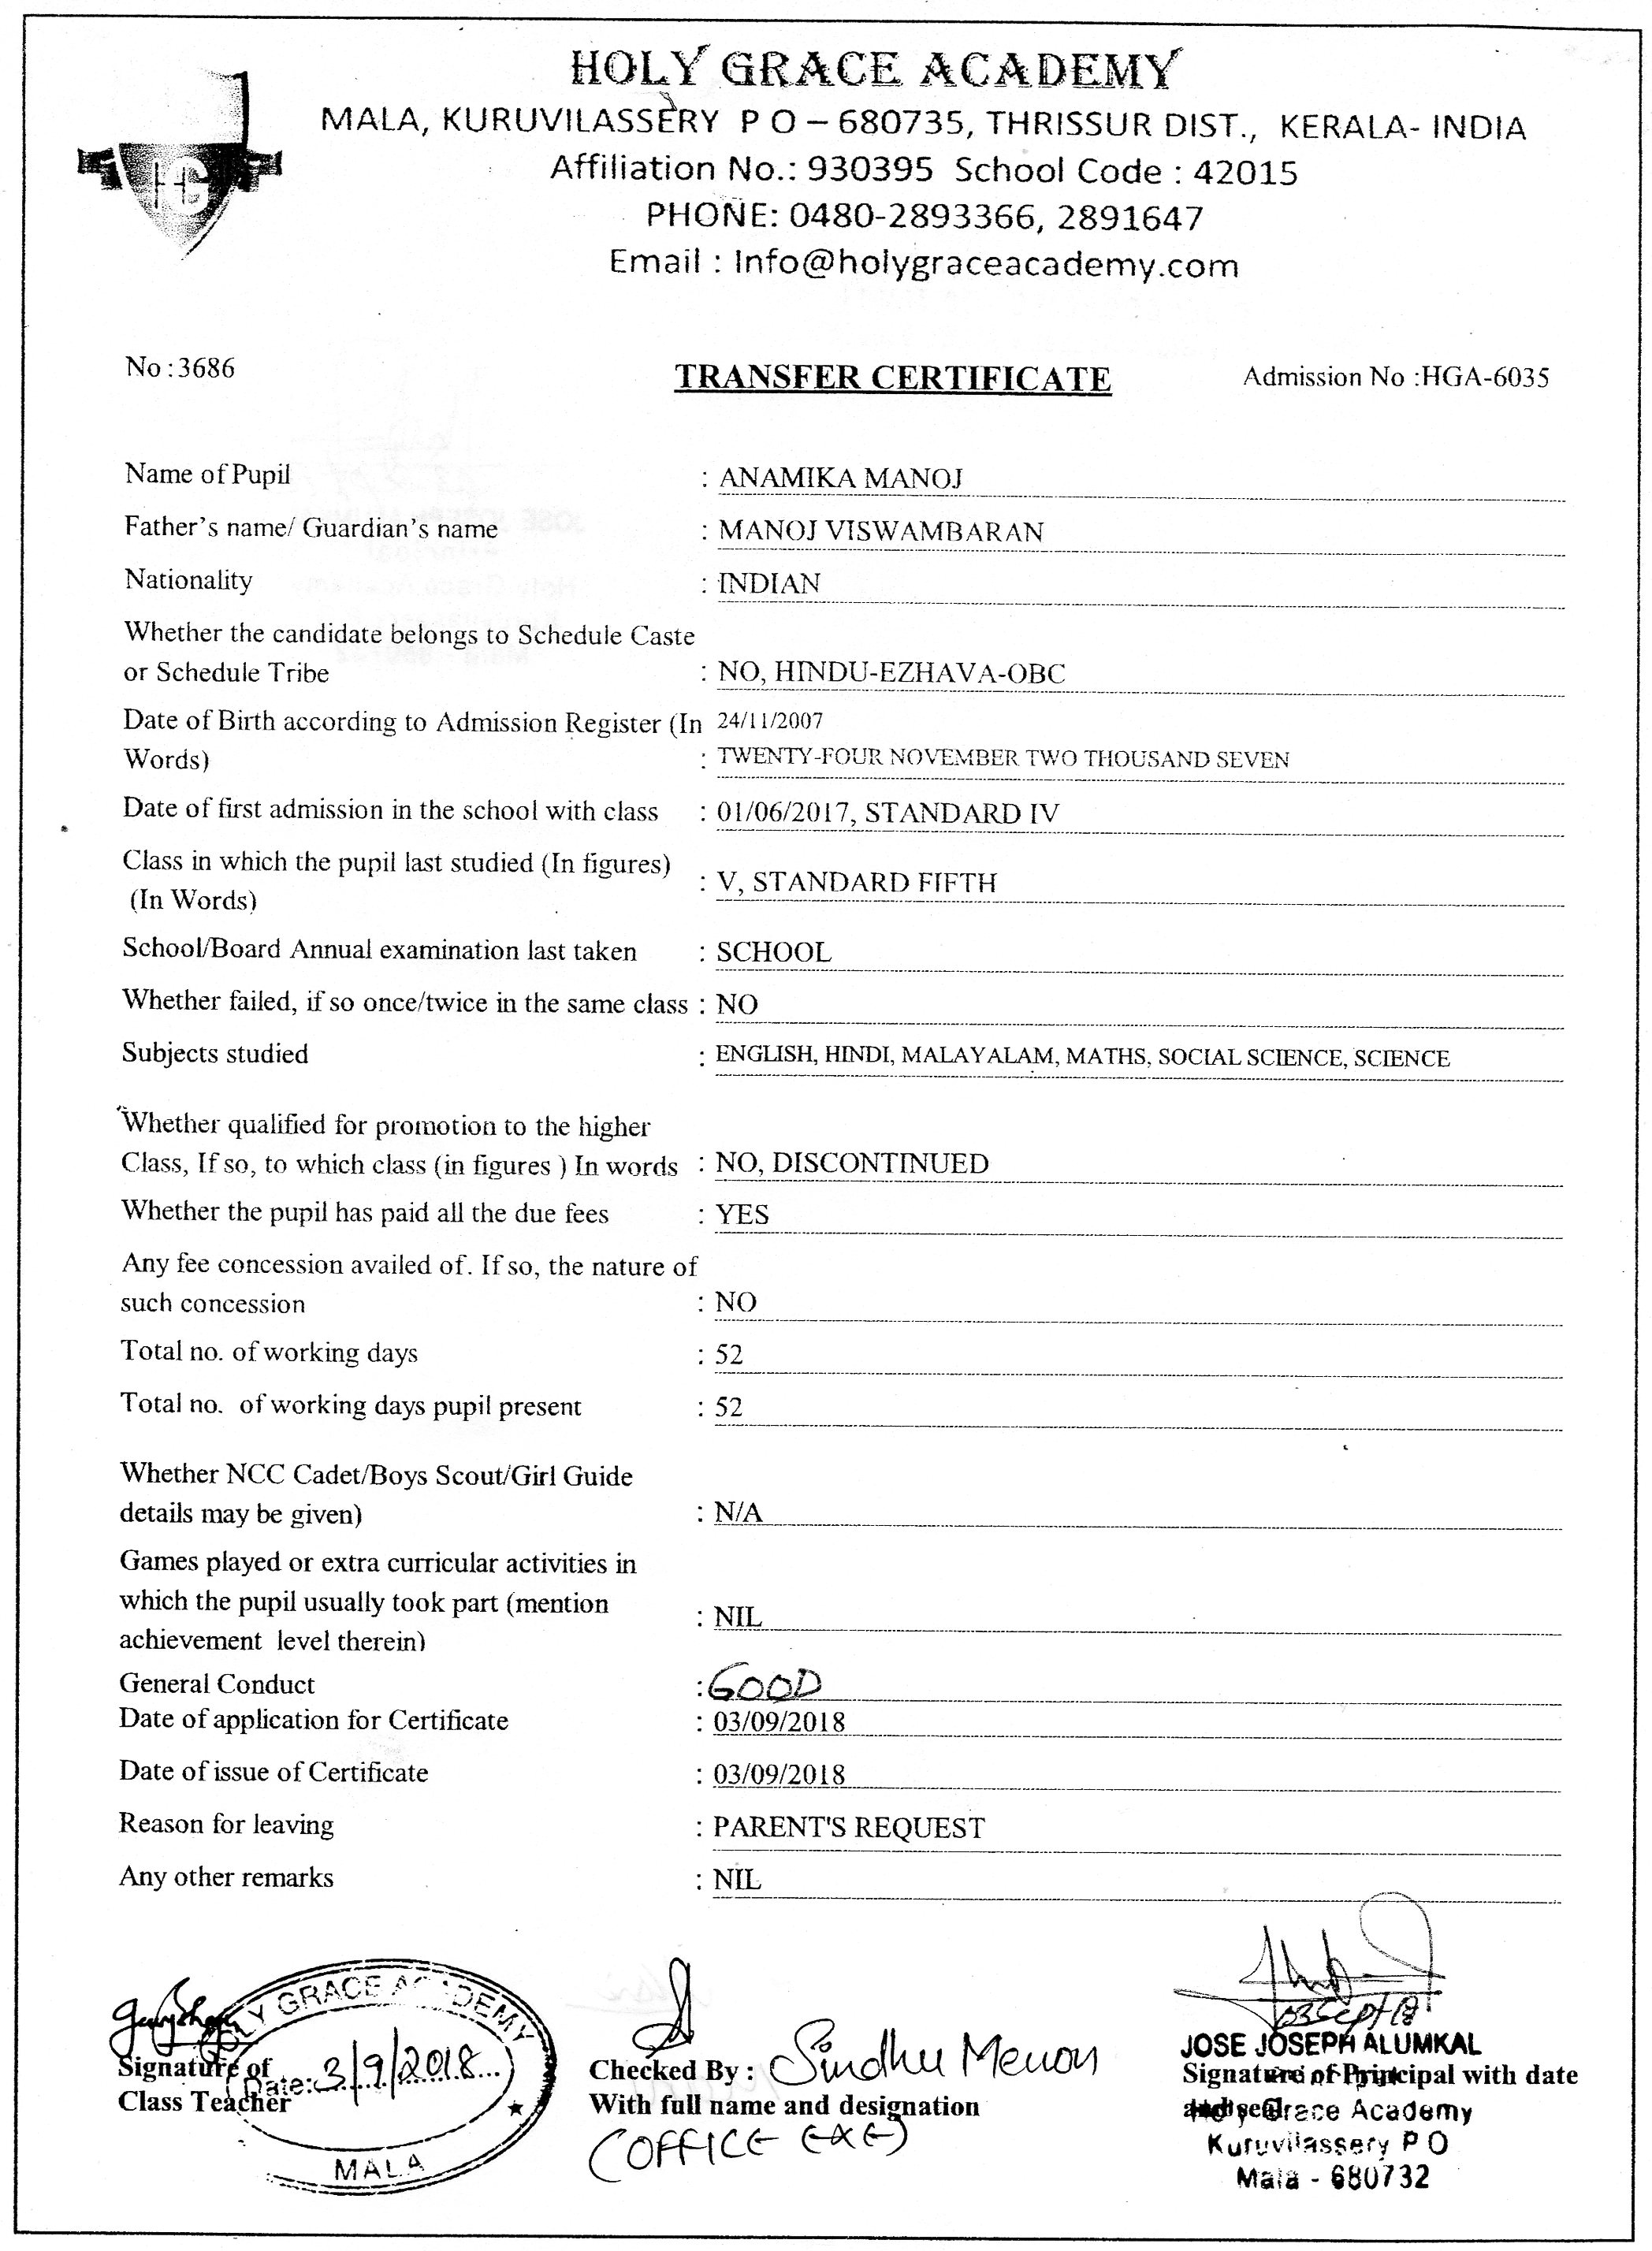 HG
HOLY GRACE ACADEMY
MALA, KURUVILASSERY P O – 680735, THRISSUR DIST., KERALA- INDIA
Affiliation No.: 930395 School Code : 42015
PHONE: 0480-2893366, 2891647
Email : Info@holygraceacademy.com
No :3686
TRANSFER CERTIFICATE
Admission No :HGA-6035
Name of Pupil : ANAMIKA MANOJ
Father's name/ Guardian's name : MANOJ VISWAMBARAN
Nationality : INDIAN
Whether the candidate belongs to Schedule Caste
or Schedule Tribe : NO, HINDU-EZHAVA-OBC
Date of Birth according to Admission Register (In 24/11/2007
Words) : TWENTY-FOUR NOVEMBER TWO THOUSAND SEVEN
Date of first admission in the school with class : 01/06/2017, STANDARD IV
Class in which the pupil last studied (In figures)
(In Words) : V, STANDARD FIFTH
School/Board Annual examination last taken : SCHOOL
Whether failed, if so once/twice in the same class : NO
Subjects studied : ENGLISH, HINDI, MALAYALAM, MATHS, SOCIAL SCIENCE, SCIENCE
Whether qualified for promotion to the higher
Class, If so, to which class (in figures ) In words : NO, DISCONTINUED
Whether the pupil has paid all the due fees : YES
Any fee concession availed of. If so, the nature of
such concession : NO
Total no. of working days : 52
Total no. of working days pupil present : 52
Whether NCC Cadet/Boys Scout/Girl Guide
details may be given) : N/A
Games played or extra curricular activities in
which the pupil usually took part (mention
achievement level therein) : NIL
General Conduct : GOOD
Date of application for Certificate : 03/09/2018
Date of issue of Certificate : 03/09/2018
Reason for leaving : PARENT'S REQUEST
Any other remarks : NIL
HOLY GRACE ACADEMY
Date: 3/9/2018
MALA
Signature of
Class Teacher
Checked By : Sindhu Menon
With full name and designation
(OFFICE EXE)
03 Sept 18
JOSE JOSEPH ALUMKAL
Signature of Principal with date
and seal
Principal
Holy Grace Academy
Kuruvilassery P O
Mala - 680732